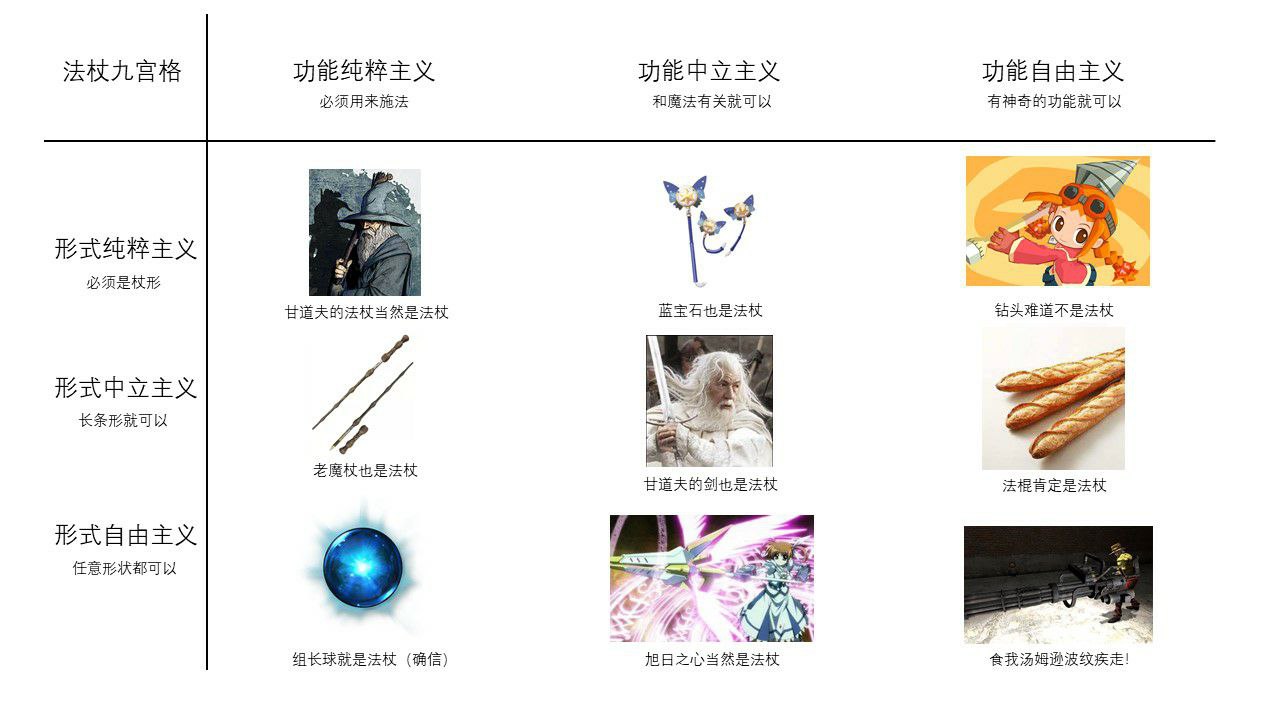 法杖九宫格
功能纯粹主义
必须用来施法
功能中立主义
和魔法有关就可以
功能自由主义
有神奇的功能就可以
形式纯粹主义
必须是杖形
甘道夫的法杖当然是法杖
蓝宝石也是法杖
钻头难道不是法杖
形式中立主义
长条形就可以
老魔杖也是法杖
甘道夫的剑也是法杖
法棍肯定是法杖
形式自由主义
任意形状都可以
组长球就是法杖（确信）
旭日之心当然是法杖
食我汤姆逊波纹疾走!